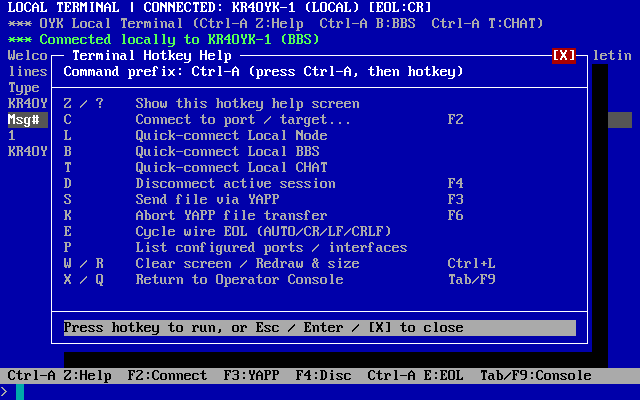 LOCAL TERMINAL | CONNECTED: KR4OYK-1 (LOCAL) [EOL:CR]
*** OYK Local Terminal (Ctrl-A Z:Help  Ctrl-A B:BBS  Ctrl-A T:CHAT)
*** Connected locally to KR4OYK-1 (BBS)
Welco  Terminal Hotkey Help  [X]  letin
lines  Command prefix: Ctrl-A (press Ctrl-A, then hotkey)
Type
KR4OY  Z / ?  Show this hotkey help screen
Msg#  C  Connect to port / target...  F2
1  L  Quick-connect Local Node
KR4OY  B  Quick-connect Local BBS
T  Quick-connect Local CHAT
D  Disconnect active session  F4
S  Send file via YAPP  F3
K  Abort YAPP file transfer  F6
E  Cycle wire EOL (AUTO/CR/LF/CRLF)
P  List configured ports / interfaces
W / R  Clear screen / Redraw & size  Ctrl+L
X / Q  Return to Operator Console  Tab/F9
Press hotkey to run, or Esc / Enter / [X] to close
Ctrl-A Z:Help  F2:Connect  F3:YAPP  F4:Disc  Ctrl-A E:EOL  Tab/F9:Console
>